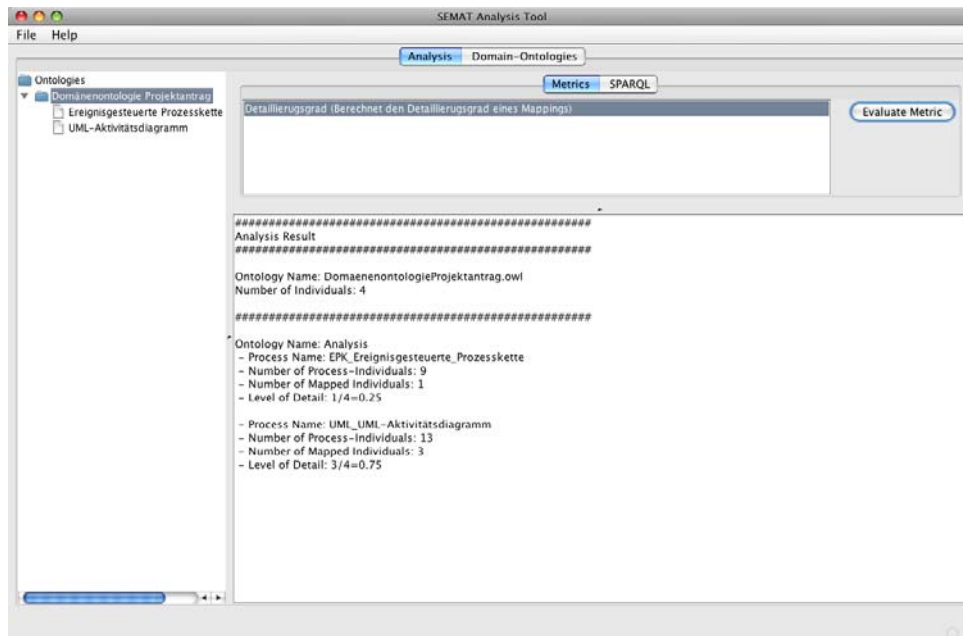 SEMAT Analysis Tool
File Help
Analysis Domain-Ontologies
Ontologies
Domänenontologie Projektantrag
Ereignisgesteuerte Prozesskette
UML-Aktivitätsdiagramm
Metrics SPARQL
Detaillierugsgrad (Berechnet den Detaillierugsgrad eines Mappings)
Evaluate Metric
######################################################
Analysis Result
######################################################
Ontology Name: DomaenenontologieProjektantrag.owl
Number of Individuals: 4
######################################################
Ontology Name: Analysis
- Process Name: EPK_Ereignisgesteuerte_Prozesskette
- Number of Process-Individuals: 9
- Number of Mapped Individuals: 1
- Level of Detail: 1/4=0.25
- Process Name: UML_UML-Aktivitätsdiagramm
- Number of Process-Individuals: 13
- Number of Mapped Individuals: 3
- Level of Detail: 3/4=0.75